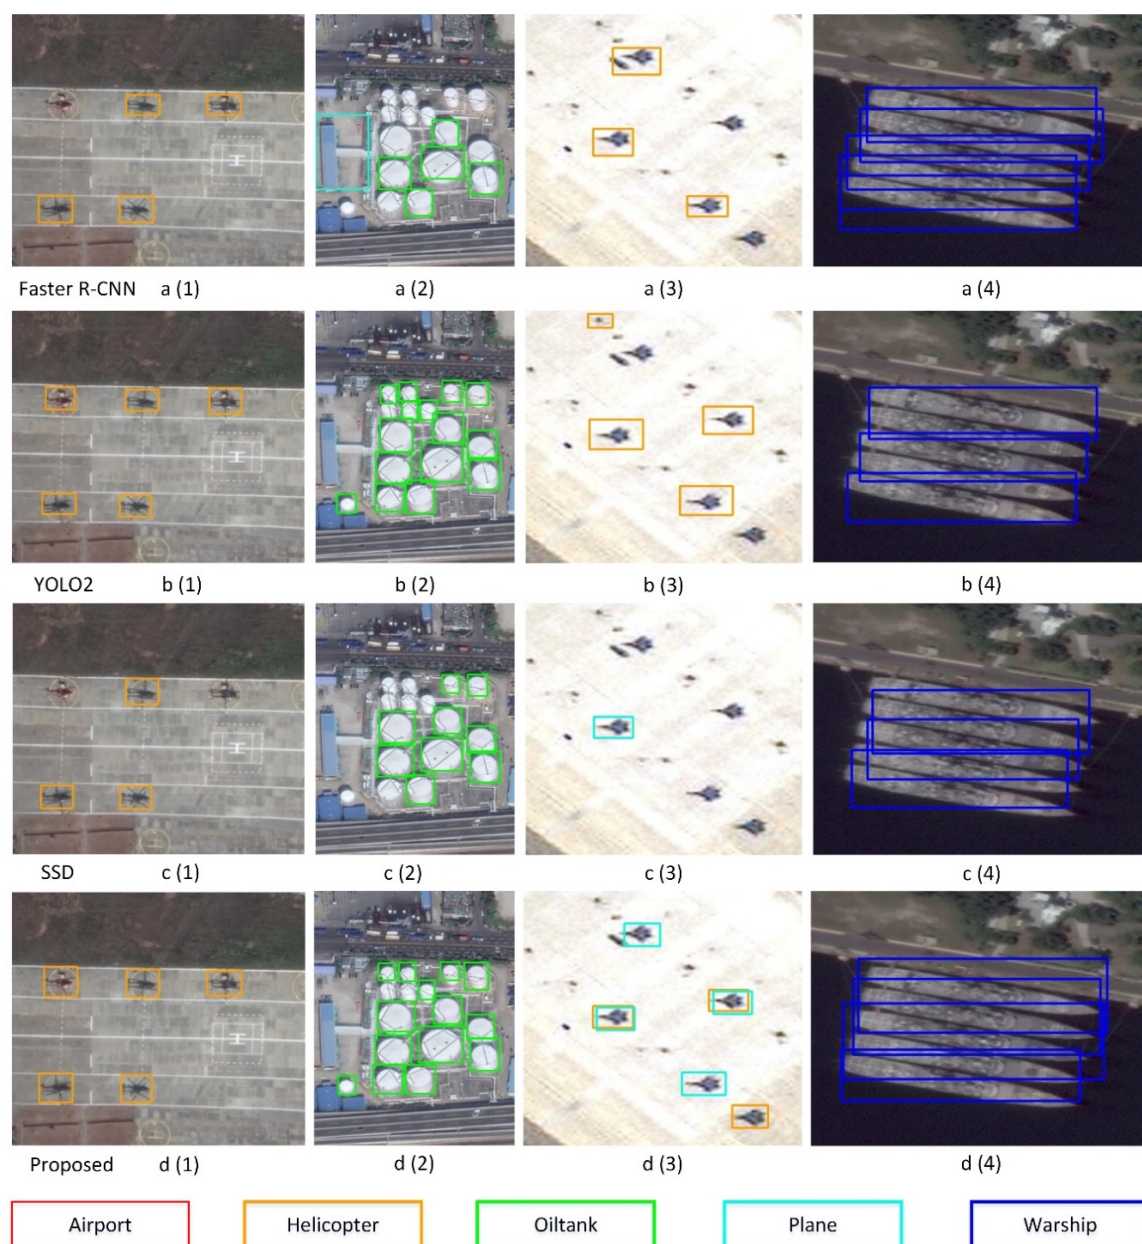 Faster R-CNN a (1) a (2) a (3) a (4)
YOLO2 b (1) b (2) b (3) b (4)
SSD c (1) c (2) c (3) c (4)
Proposed d (1) d (2) d (3) d (4)
Airport Helicopter Oiltank Plane Warship